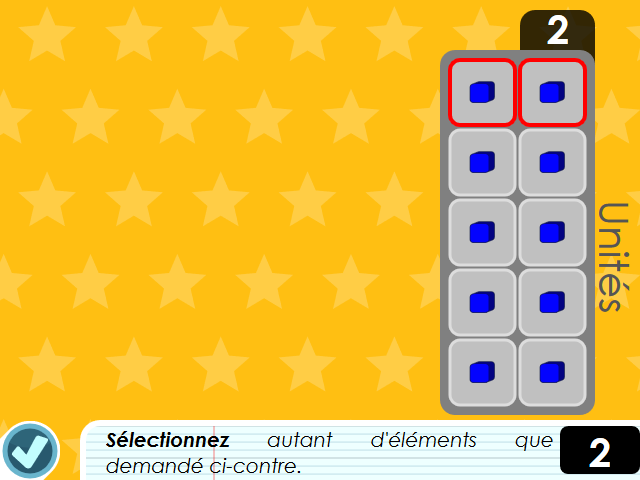 2
Unités
Sélectionnez autant d'éléments que
demandé ci-contre.
2